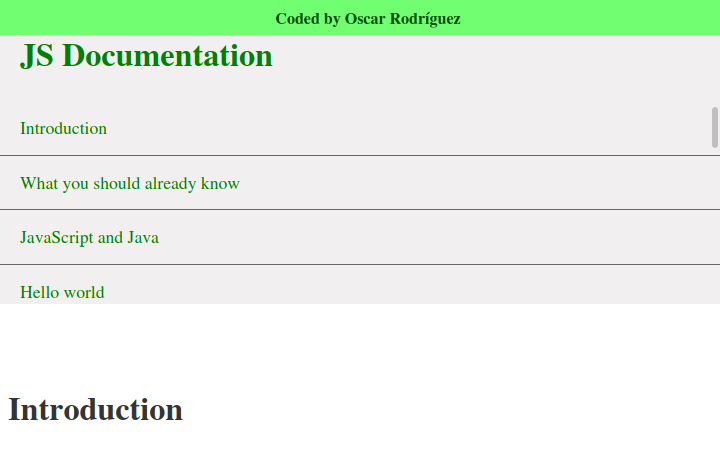 Coded by Oscar Rodríguez
JS Documentation
Introduction
What you should already know
JavaScript and Java
Hello world
Introduction